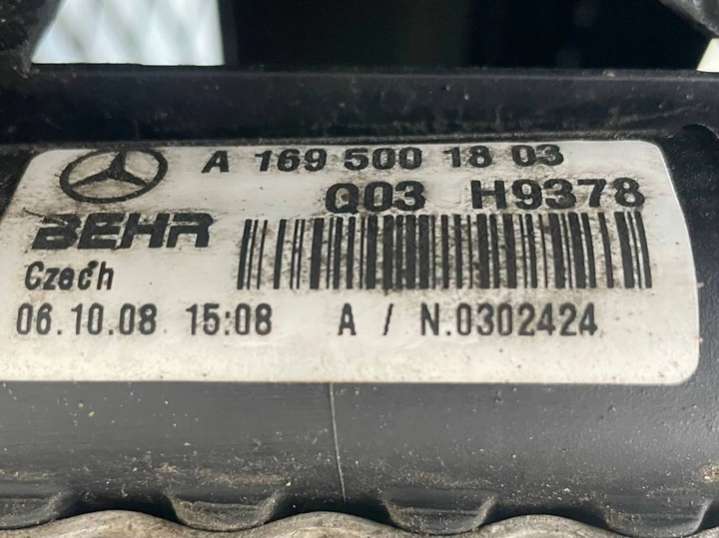 A 169 500 18 03
Q03 H9378
BEHR
Czech
06.10.08 15:08 A / N.0302424